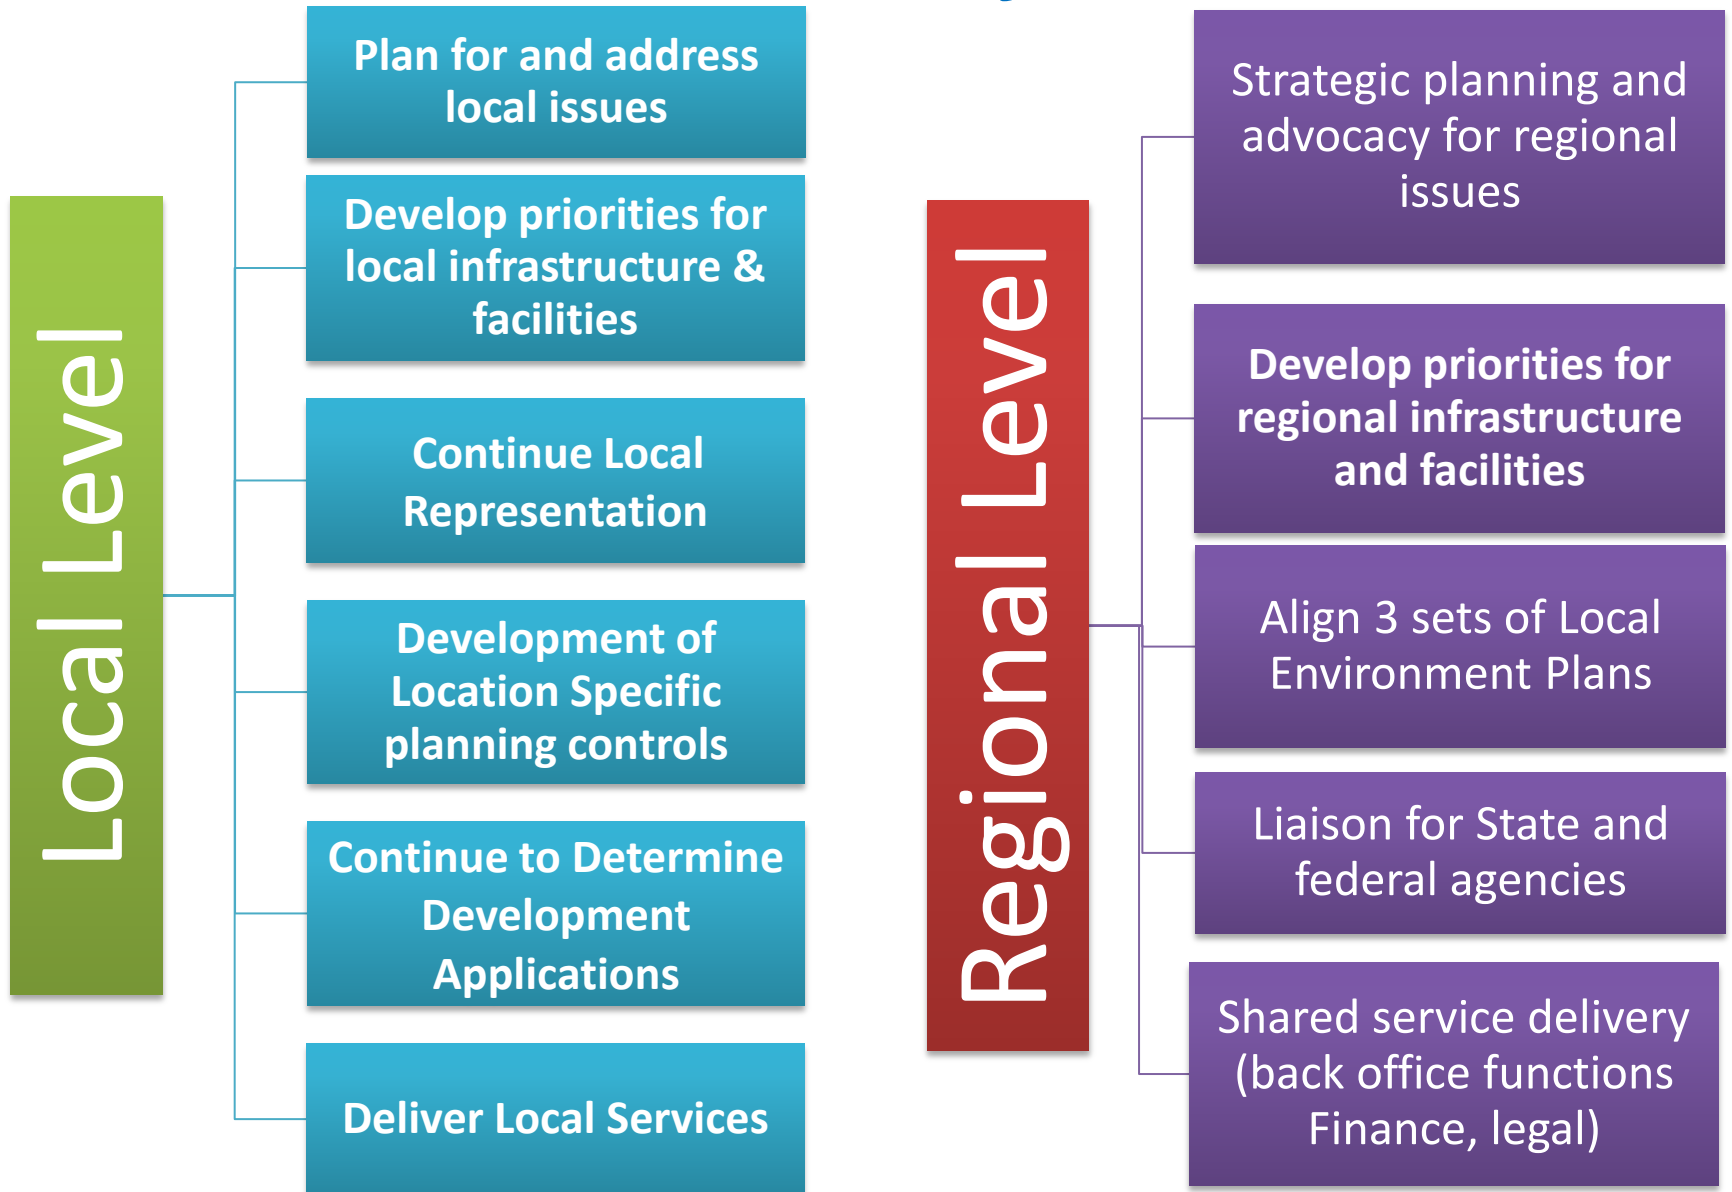 Local Level
Plan for and address
local issues
Develop priorities for
local infrastructure &
facilities
Continue Local
Representation
Development of
Location Specific
planning controls
Continue to Determine
Development
Applications
Deliver Local Services
Regional Level
Strategic planning and
advocacy for regional
issues
Develop priorities for
regional infrastructure
and facilities
Align 3 sets of Local
Environment Plans
Liaison for State and
federal agencies
Shared service delivery
(back office functions
Finance, legal)